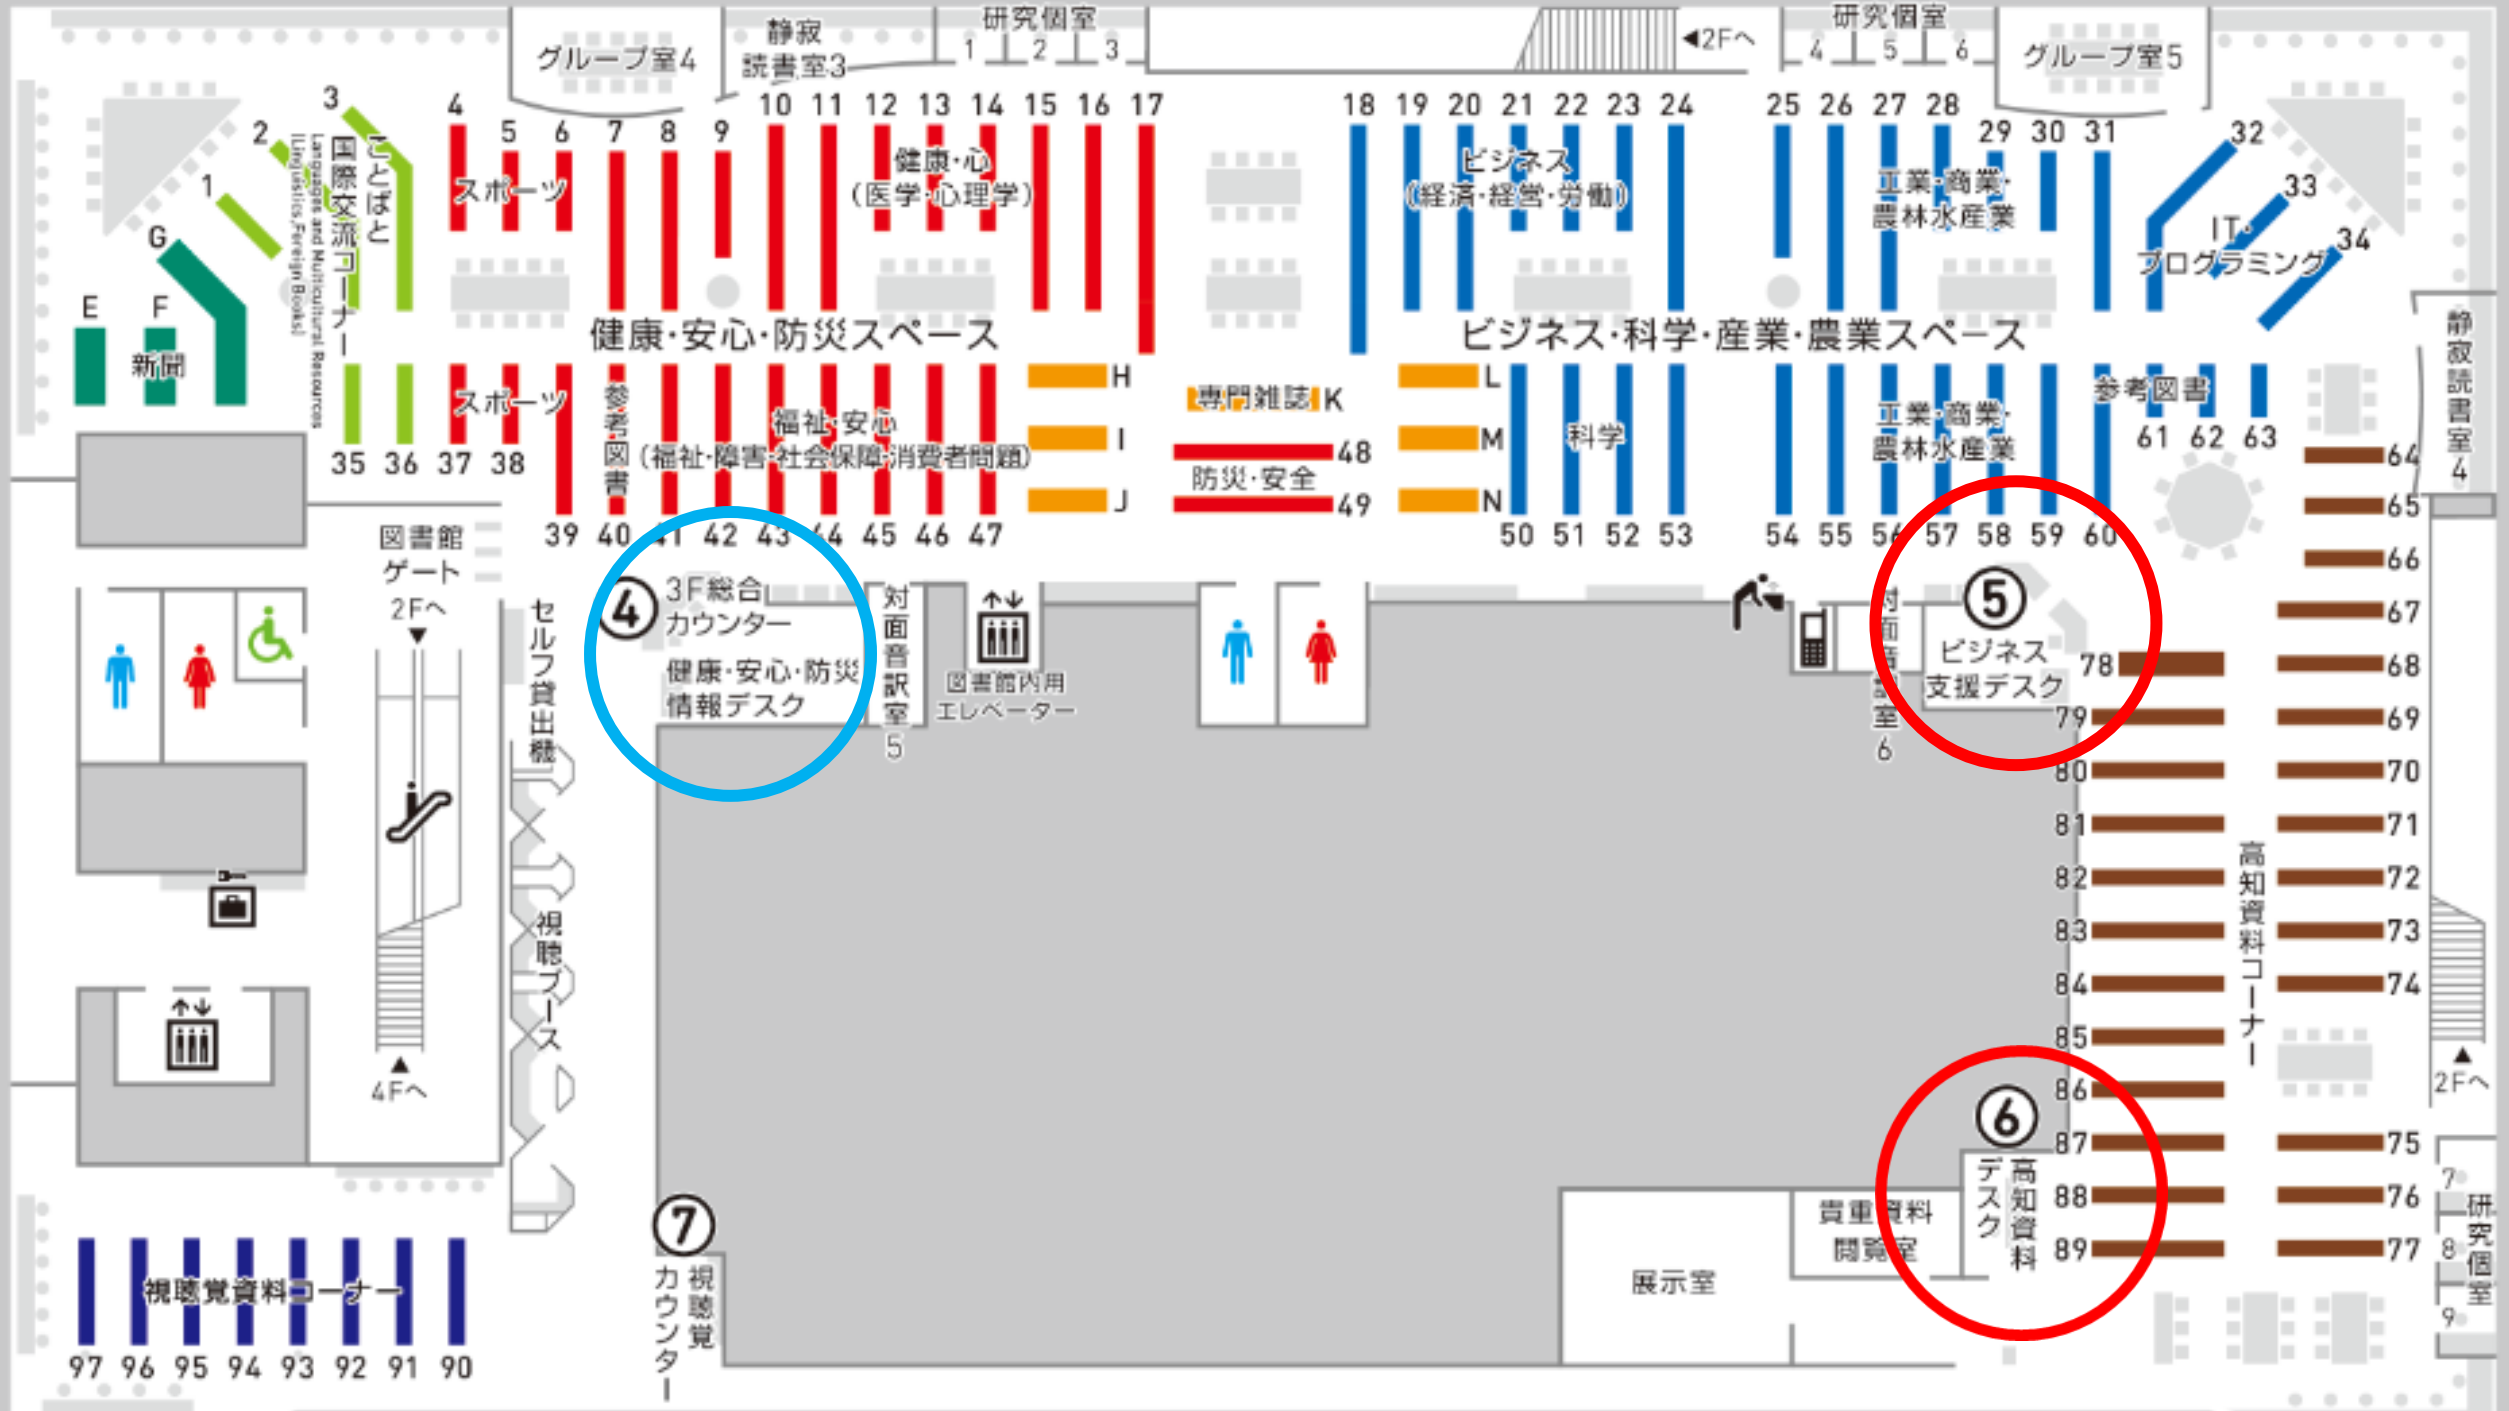 グループ室4
静寂
読書室3
研究個室
1 2 3
◀2Fへ
研究個室
4 5 6
グループ室5
3
2
1
G
E
F
新聞
ことばと
国際交流コーナー
Languages and Multicultural Resources
(Linguistics,Foreign Books)
4 5 6 7 8 9 10 11 12 13 14 15 16 17
スポーツ
健康・心
(医学・心理学)
18 19 20 21 22 23 24
ビジネス
(経済・経営・労働)
25 26 27 28 29 30 31
工業・商業・
農林水産業
32
33
34
IT・
プログラミング
健康・安心・防災スペース
ビジネス・科学・産業・農業スペース
静寂読書室4
スポーツ
参考図書
福祉・安心
(福祉・障害・社会保障・消費者問題)
H
I
J
専門雑誌 K
48
防災・安全
49
L
M
N
科学
工業・商業・
農林水産業
参考図書
61 62 63
35 36 37 38
39 40 41 42 43 44 45 46 47
50 51 52 53 54 55 56 57 58 59 60
64
65
66
67
68
69
70
71
72
73
74
75
76
77
図書館
ゲート
2Fへ
▼
セルフ貸出機
④
3F総合
カウンター
健康・安心・防災
情報デスク
対面音訳室5
図書館内用
エレベーター
対面音訳室6
⑤
ビジネス
支援デスク
78
79
80
81
82
83
84
85
86
87
88
89
高知資料コーナー
視聴ブース
▲
4Fへ
▲
2Fへ
⑥
高知資料
デスク
貴重資料
閲覧室
展示室
7
8
9
研究個室
⑦
視聴覚
カウンター
視聴覚資料コーナー
97 96 95 94 93 92 91 90